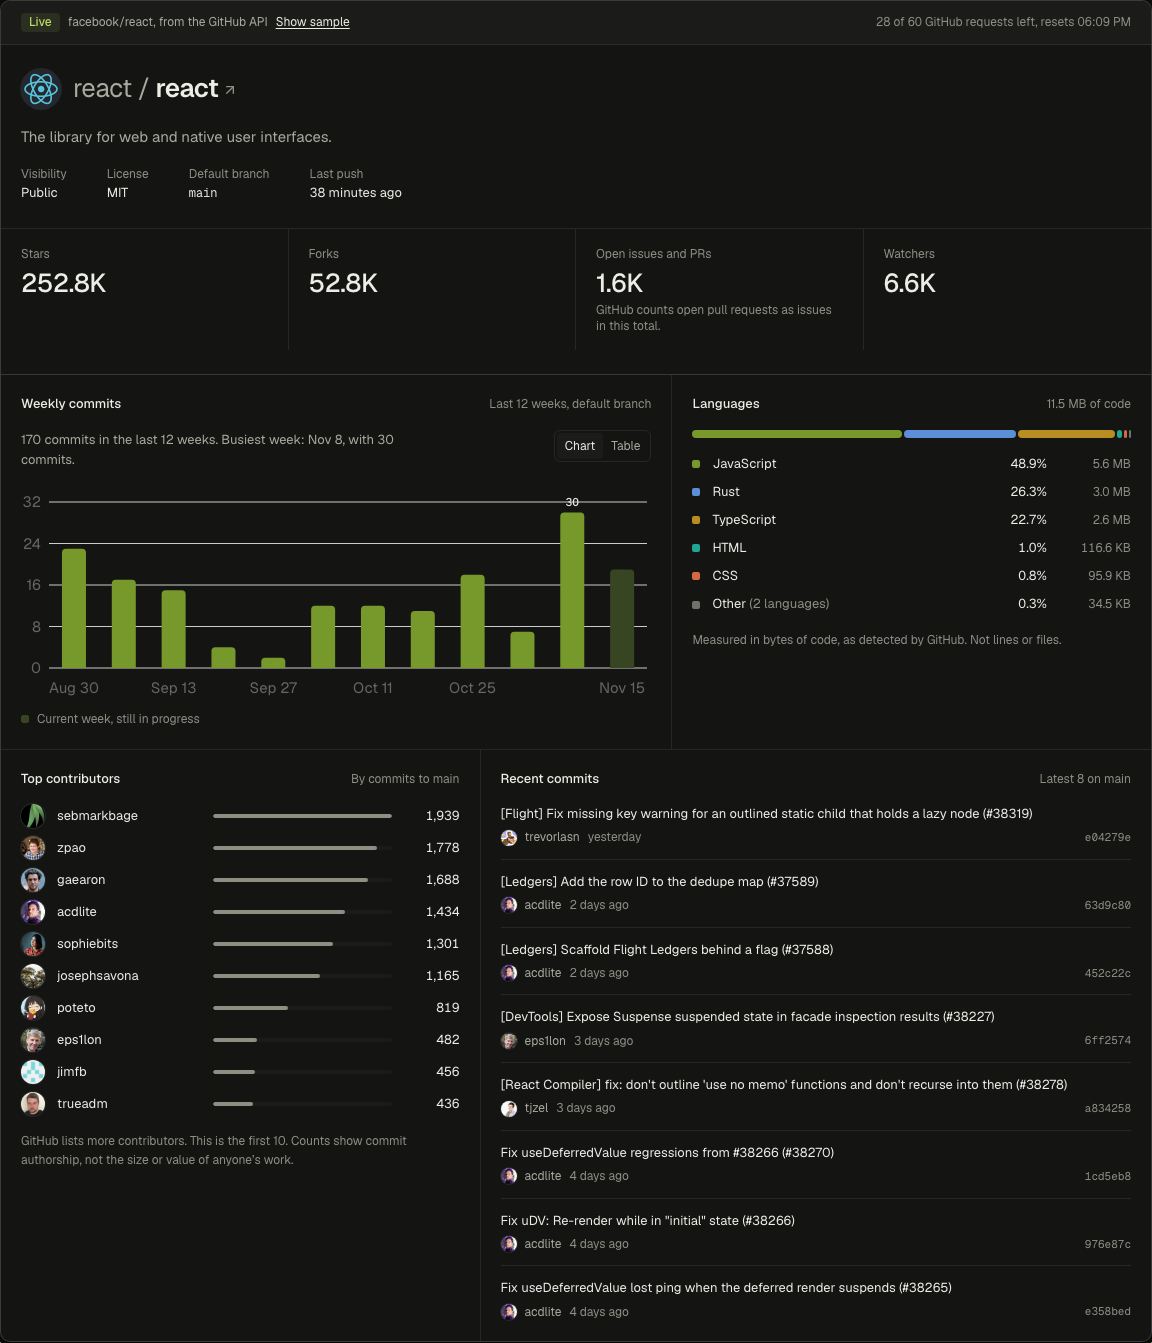 Live facebook/react, from the GitHub API Show sample
28 of 60 GitHub requests left, resets 06:09 PM
react / react ↗
The library for web and native user interfaces.
Visibility
Public
License
MIT
Default branch
main
Last push
38 minutes ago
Stars
252.8K
Forks
52.8K
Open issues and PRs
1.6K
GitHub counts open pull requests as issues
in this total.
Watchers
6.6K
Weekly commits
Last 12 weeks, default branch
170 commits in the last 12 weeks. Busiest week: Nov 8, with 30
commits.
Chart Table
32
24
16
8
0
30
Aug 30 Sep 13 Sep 27 Oct 11 Oct 25 Nov 15
Current week, still in progress
Languages
11.5 MB of code
JavaScript 48.9% 5.6 MB
Rust 26.3% 3.0 MB
TypeScript 22.7% 2.6 MB
HTML 1.0% 116.6 KB
CSS 0.8% 95.9 KB
Other (2 languages) 0.3% 34.5 KB
Measured in bytes of code, as detected by GitHub. Not lines or files.
Top contributors
By commits to main
sebmarkbage 1,939
zpao 1,778
gaearon 1,688
acdlite 1,434
sophiebits 1,301
josephsavona 1,165
poteto 819
eps1lon 482
jimfb 456
trueadm 436
GitHub lists more contributors. This is the first 10. Counts show commit
authorship, not the size or value of anyone's work.
Recent commits
Latest 8 on main
[Flight] Fix missing key warning for an outlined static child that holds a lazy node (#38319)
trevorlasn yesterday e04279e
[Ledgers] Add the row ID to the dedupe map (#37589)
acdlite 2 days ago 63d9c80
[Ledgers] Scaffold Flight Ledgers behind a flag (#37588)
acdlite 2 days ago 452c22c
[DevTools] Expose Suspense suspended state in facade inspection results (#38227)
eps1lon 3 days ago 6ff2574
[React Compiler] fix: don't outline 'use no memo' functions and don't recurse into them (#38278)
tjzel 3 days ago a834258
Fix useDeferredValue regressions from #38266 (#38270)
acdlite 4 days ago 1cd5eb8
Fix uDV: Re-render while in "initial" state (#38266)
acdlite 4 days ago 976e87c
Fix useDeferredValue lost ping when the deferred render suspends (#38265)
acdlite 4 days ago e358bed